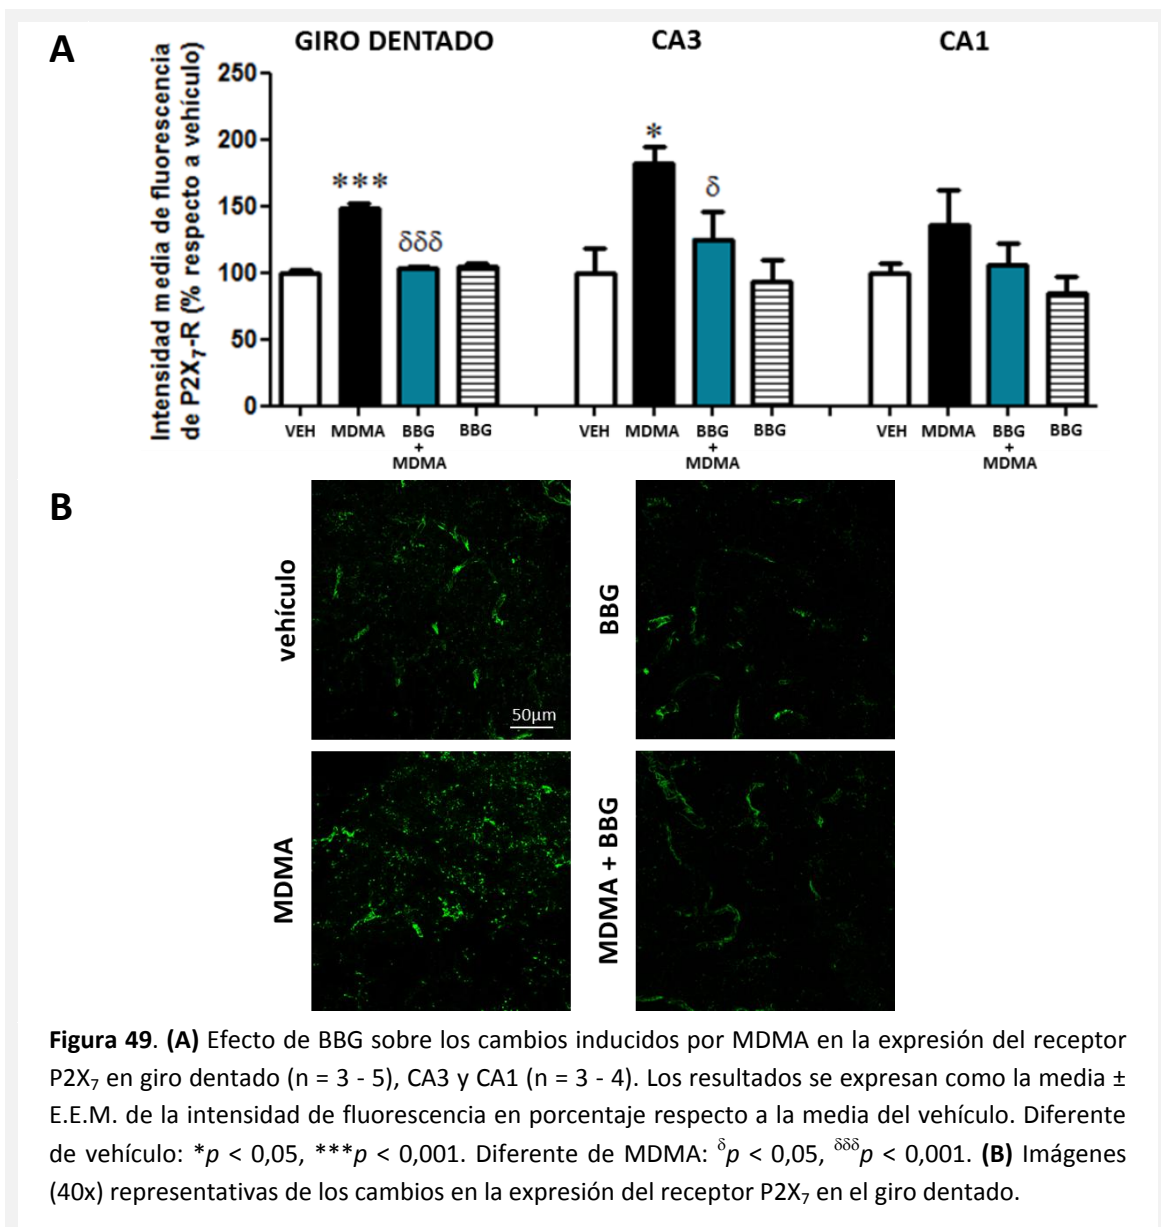 A
GIRO DENTADO CA3 CA1
Intensidad media de fluorescencia
de P2X₇-R (% respecto a vehículo)
250
200
150
100
50
0
*** δδδ
* δ
VEH MDMA BBG + MDMA BBG
VEH MDMA BBG + MDMA BBG
VEH MDMA BBG + MDMA BBG
B
vehículo
50µm
BBG
MDMA
MDMA + BBG
Figura 49. (A) Efecto de BBG sobre los cambios inducidos por MDMA en la expresión del receptor
P2X₇ en giro dentado (n = 3 - 5), CA3 y CA1 (n = 3 - 4). Los resultados se expresan como la media ±
E.E.M. de la intensidad de fluorescencia en porcentaje respecto a la media del vehículo. Diferente
de vehículo: *p < 0,05, ***p < 0,001. Diferente de MDMA: ᵟp < 0,05, ᵟᵟᵟp < 0,001. (B) Imágenes
(40x) representativas de los cambios en la expresión del receptor P2X₇ en el giro dentado.